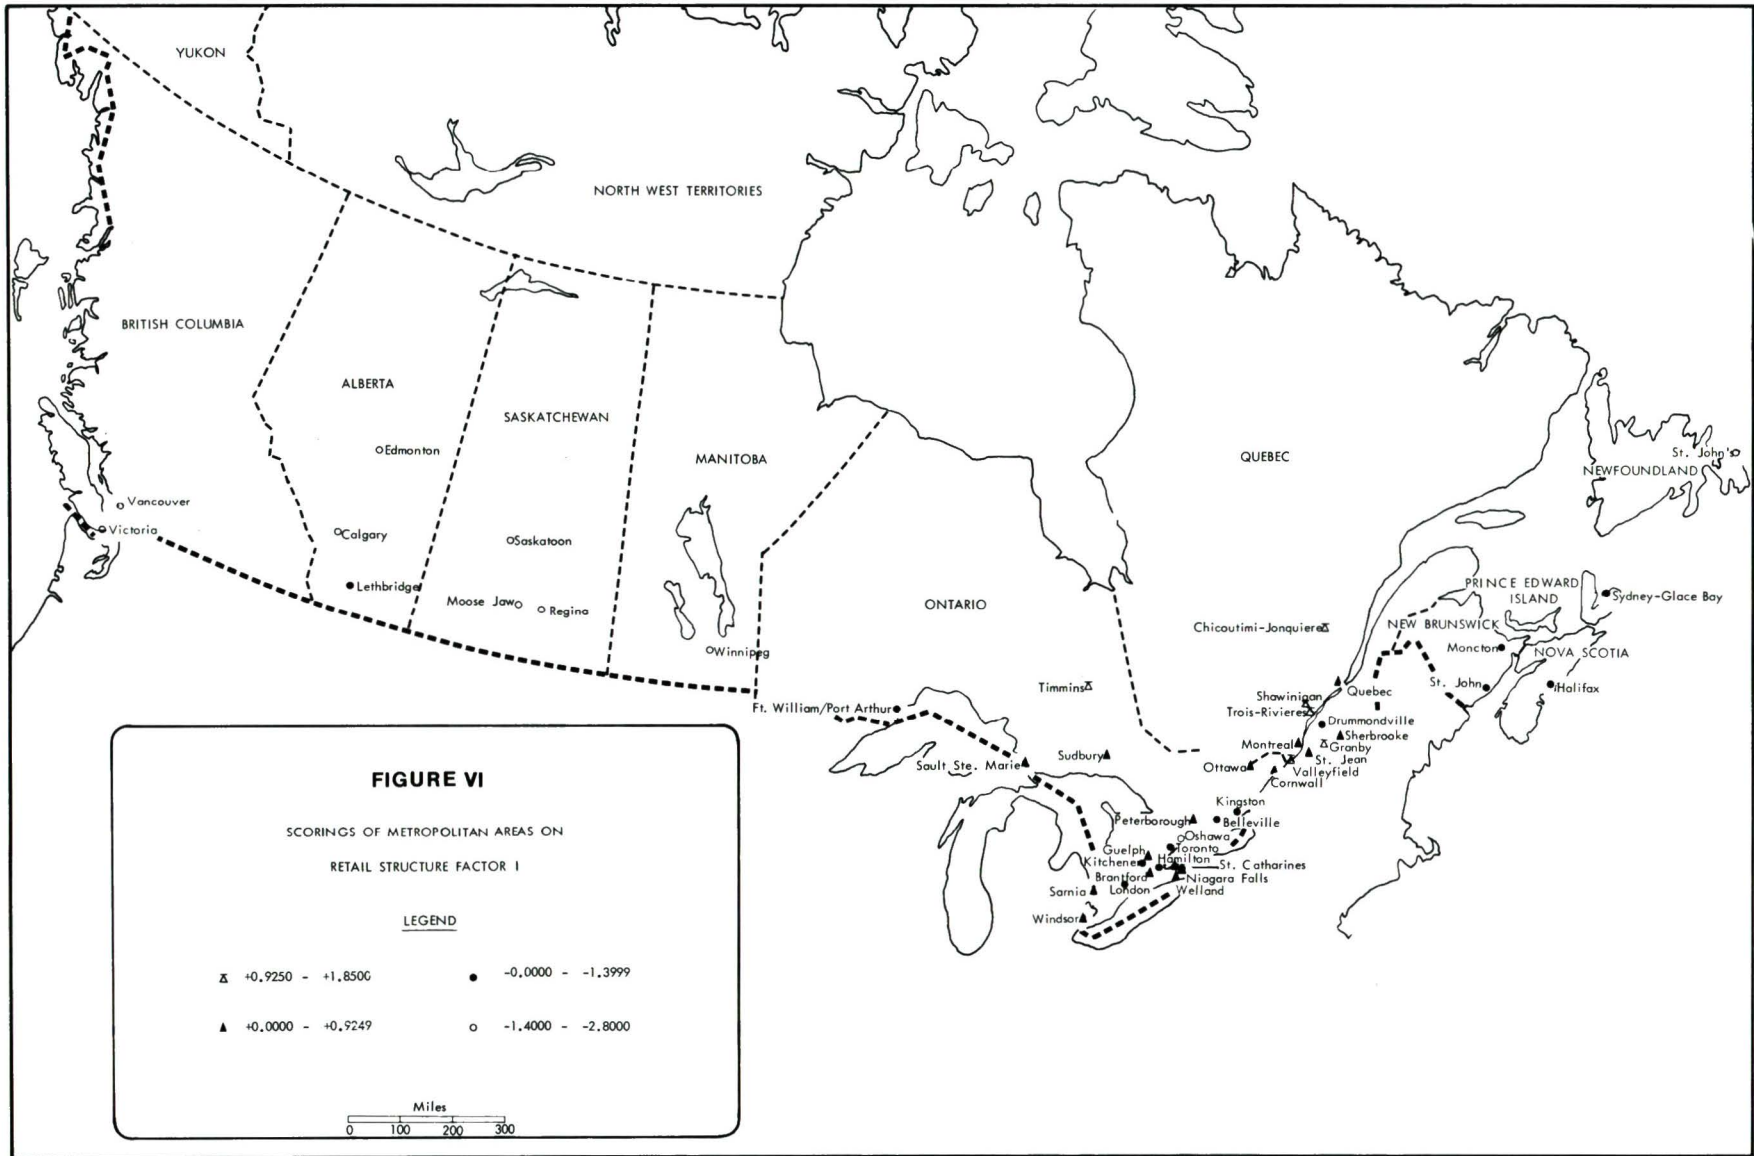 YUKON
NORTH WEST TERRITORIES
BRITISH COLUMBIA
ALBERTA
SASKATCHEWAN
MANITOBA
QUEBEC
ONTARIO
St. John's
NEWFOUNDLAND
Edmonton
Vancouver
Victoria
Calgary
Saskatoon
Lethbridge
Moose Jaw
Regina
Winnipeg
PRINCE EDWARD
ISLAND
Sydney-Glace Bay
NEW BRUNSWICK
Moncton
NOVA SCOTIA
St. John
Halifax
Chicoutimi-Jonquiere
Timmins
Quebec
Shawinigan
Trois-Rivieres
Ft. William/Port Arthur
Drummondville
Sherbrooke
Montreal
Granby
Sudbury
St. Jean
Sault Ste. Marie
Ottawa
Valleyfield
Cornwall
Kingston
Peterborough
Belleville
Oshawa
Toronto
Guelph
Hamilton
Kitchener
St. Catharines
Brantford
Niagara Falls
Sarnia
London
Welland
Windsor
FIGURE VI
SCORINGS OF METROPOLITAN AREAS ON
RETAIL STRUCTURE FACTOR I
LEGEND
+0.9250 - +1.8500
-0.0000 - -1.3999
+0.0000 - +0.9249
-1.4000 - -2.8000
Miles
0 100 200 300